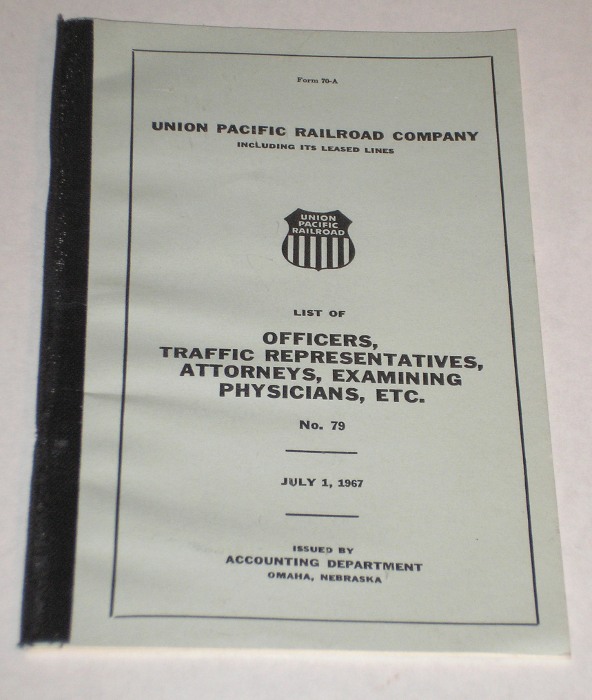 Form 70-A
UNION PACIFIC RAILROAD COMPANY
INCLUDING ITS LEASED LINES
UNION
PACIFIC
RAILROAD
LIST OF
OFFICERS,
TRAFFIC REPRESENTATIVES,
ATTORNEYS, EXAMINING
PHYSICIANS, ETC.
No. 79
JULY 1, 1967
ISSUED BY
ACCOUNTING DEPARTMENT
OMAHA, NEBRASKA